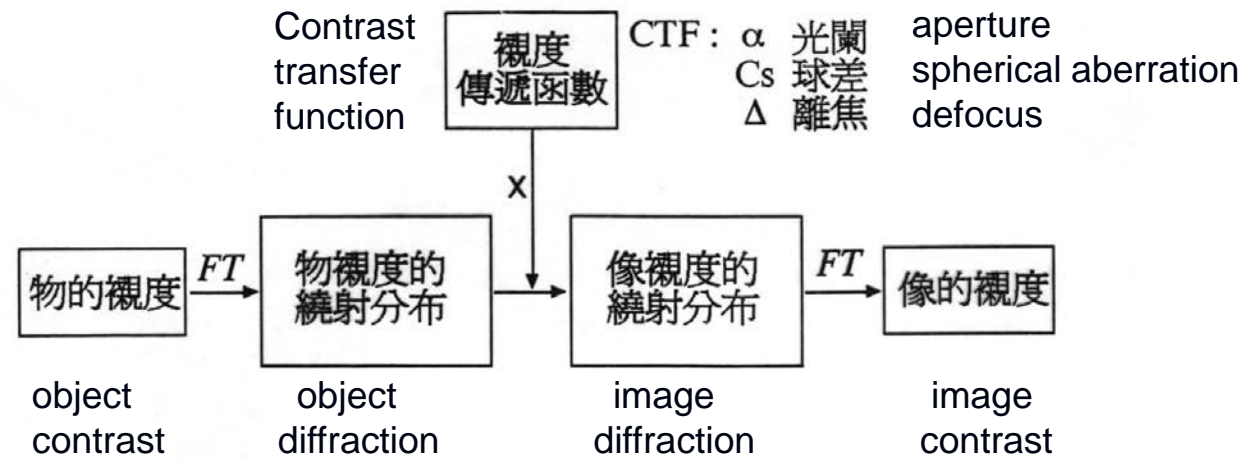 Contrast
transfer
function
襯度
傳遞函數
CTF : α 光闌
Cs 球差
Δ 離焦
aperture
spherical aberration
defocus
x
物的襯度
FT
物襯度的
繞射分布
像襯度的
繞射分布
FT
像的襯度
object
contrast
object
diffraction
image
diffraction
image
contrast